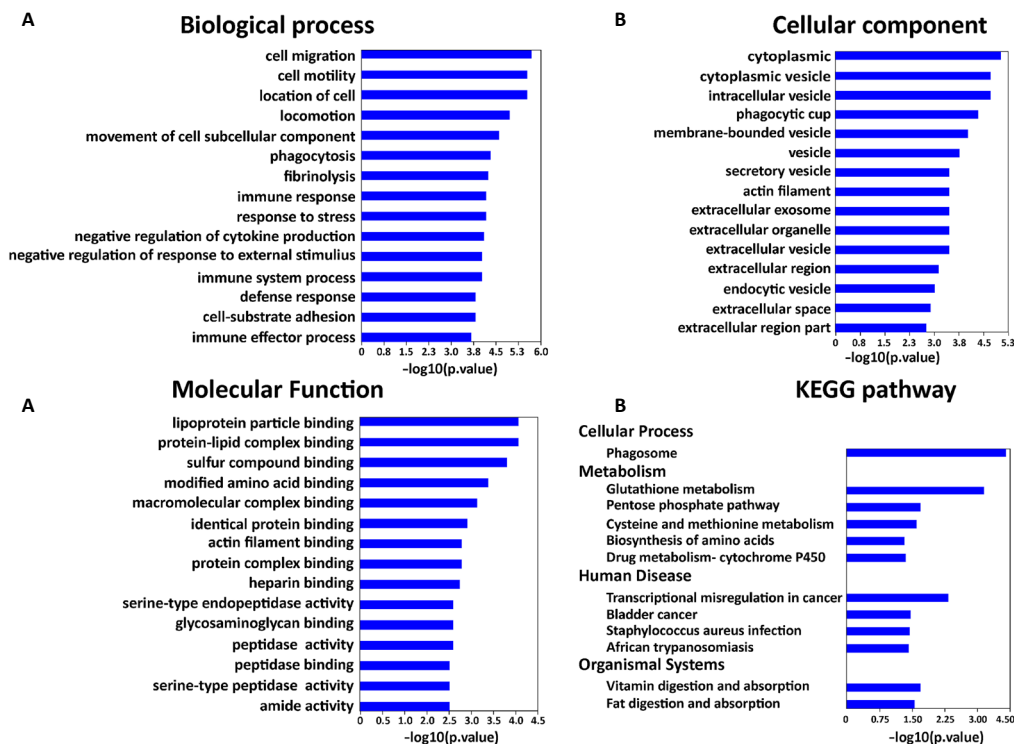 A
Biological process
cell migration
cell motility
location of cell
locomotion
movement of cell subcellular component
phagocytosis
fibrinolysis
immune response
response to stress
negative regulation of cytokine production
negative regulation of response to external stimulius
immune system process
defense response
cell-substrate adhesion
immune effector process
0 0.8 1.5 2.3 3.0 3.8 4.5 5.3 6.0
-log10(p.value)
B
Cellular component
cytoplasmic
cytoplasmic vesicle
intracellular vesicle
phagocytic cup
membrane-bounded vesicle
vesicle
secretory vesicle
actin filament
extracellular exosome
extracellular organelle
extracellular vesicle
extracellular region
endocytic vesicle
extracellular space
extracellular region part
0 0.8 1.5 2.3 3.0 3.8 4.5 5.3
-log10(p.value)
A
Molecular Function
lipoprotein particle binding
protein-lipid complex binding
sulfur compound binding
modified amino acid binding
macromolecular complex binding
identical protein binding
actin filament binding
protein complex binding
heparin binding
serine-type endopeptidase activity
glycosaminoglycan binding
peptidase activity
peptidase binding
serine-type peptidase activity
amide activity
0 0.5 1.0 1.5 2.0 2.5 3.0 3.5 4.0 4.5
-log10(p.value)
B
KEGG pathway
Cellular Process
Phagosome
Metabolism
Glutathione metabolism
Pentose phosphate pathway
Cysteine and methionine metabolism
Biosynthesis of amino acids
Drug metabolism- cytochrome P450
Human Disease
Transcriptional misregulation in cancer
Bladder cancer
Staphylococcus aureus infection
African trypanosomiasis
Organismal Systems
Vitamin digestion and absorption
Fat digestion and absorption
0 0.75 1.50 2.25 3.00 3.75 4.50
-log10(p.value)